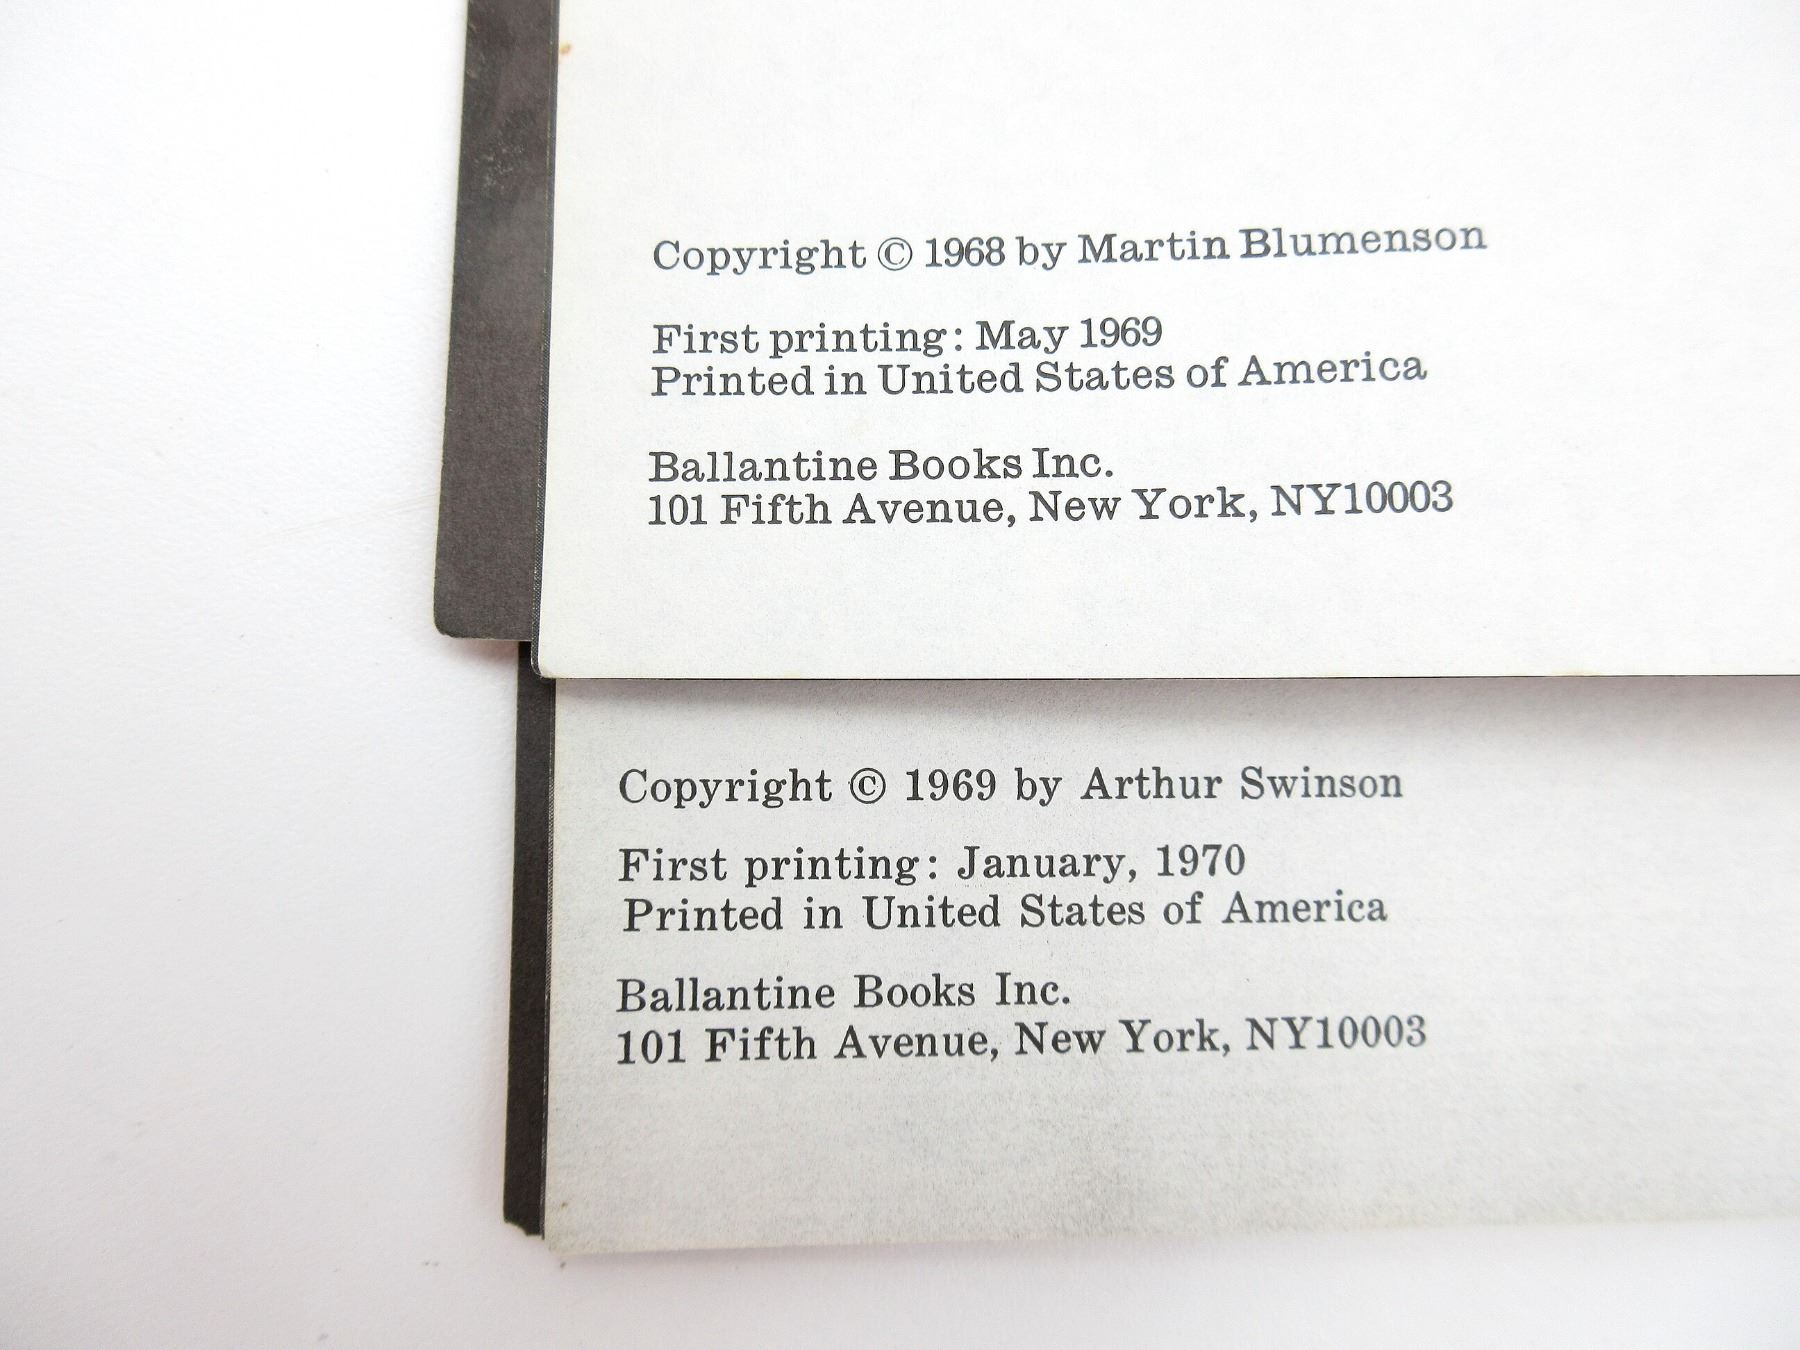 Copyright © 1968 by Martin Blumenson
First printing: May 1969
Printed in United States of America
Ballantine Books Inc.
101 Fifth Avenue, New York, NY10003
Copyright © 1969 by Arthur Swinson
First printing: January, 1970
Printed in United States of America
Ballantine Books Inc.
101 Fifth Avenue, New York, NY10003